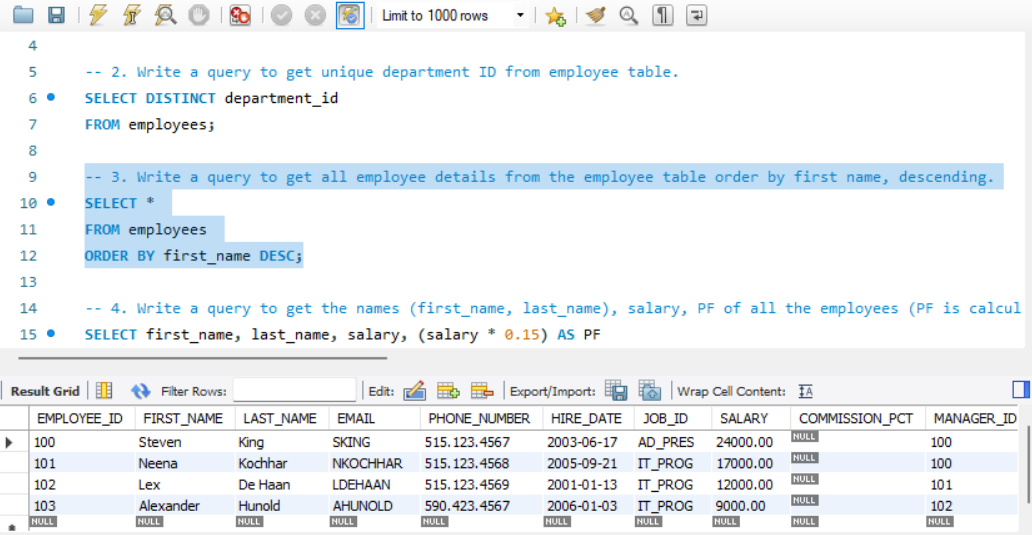 Limit to 1000 rows
4
5 -- 2. Write a query to get unique department ID from employee table.
6 SELECT DISTINCT department_id
7 FROM employees;
8
9 -- 3. Write a query to get all employee details from the employee table order by first name, descending.
10 SELECT *
11 FROM employees
12 ORDER BY first_name DESC;
13
14 -- 4. Write a query to get the names (first_name, last_name), salary, PF of all the employees (PF is calcul
15 SELECT first_name, last_name, salary, (salary * 0.15) AS PF
Result Grid Filter Rows: Edit: Export/Import: Wrap Cell Content: IA
EMPLOYEE_ID FIRST_NAME LAST_NAME EMAIL PHONE_NUMBER HIRE_DATE JOB_ID SALARY COMMISSION_PCT MANAGER_ID
100 Steven King SKING 515.123.4567 2003-06-17 AD_PRES 24000.00 NULL 100
101 Neena Kochhar NKOCHHAR 515.123.4568 2005-09-21 IT_PROG 17000.00 NULL 100
102 Lex De Haan LDEHAAN 515.123.4569 2001-01-13 IT_PROG 12000.00 NULL 101
103 Alexander Hunold AHUNOLD 590.423.4567 2006-01-03 IT_PROG 9000.00 NULL 102
NULL NULL NULL NULL NULL NULL NULL NULL NULL NULL